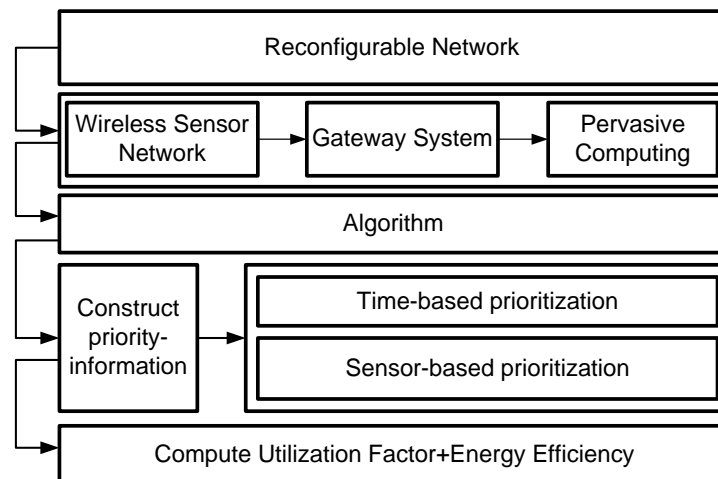 Reconfigurable Network
Wireless Sensor
Network
Gateway System
Pervasive
Computing
Algorithm
Construct
priority-
information
Time-based prioritization
Sensor-based prioritization
Compute Utilization Factor+Energy Efficiency